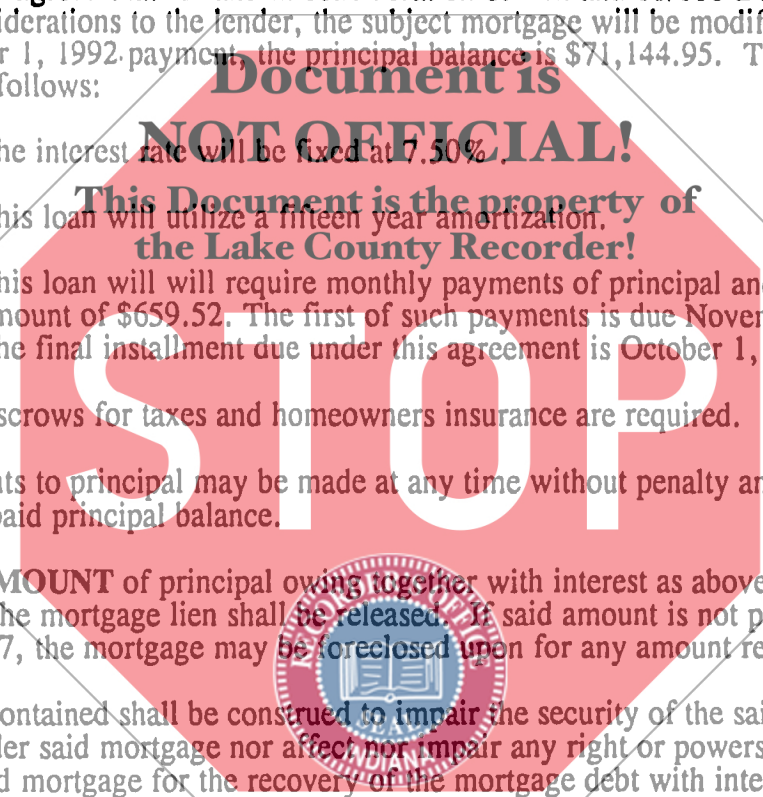 iderations to the lender, the subject mortgage will be modif
r 1, 1992 payment, the principal balance is $71,144.95. T
follows:
Document is
NOT OFFICIAL!
This Document is the property of
the Lake County Recorder!
he interest rate will be fixed at 7.50% .
his loan will utilize a fifteen year amortization.
his loan will will require monthly payments of principal and
mount of $659.52. The first of such payments is due Novem
he final installment due under this agreement is October 1,
STOP
scrows for taxes and homeowners insurance are required.
ts to principal may be made at any time without penalty an
paid principal balance.
MOUNT of principal owing together with interest as above
he mortgage lien shall be released. If said amount is not p
7, the mortgage may be foreclosed upon for any amount re
RECORDER'S OFFICE
SEAL
INDIANA
ontained shall be construed to impair the security of the sai
der said mortgage nor affect nor impair any right or powers
d mortgage for the recovery of the mortgage debt with inte